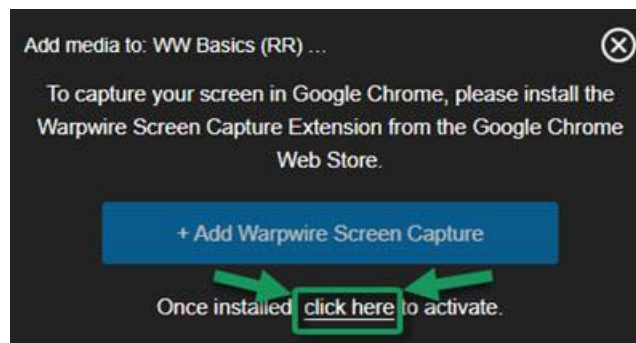 Add media to: WW Basics (RR) ...
To capture your screen in Google Chrome, please install the
Warpwire Screen Capture Extension from the Google Chrome
Web Store.
+ Add Warpwire Screen Capture
Once installed click here to activate.